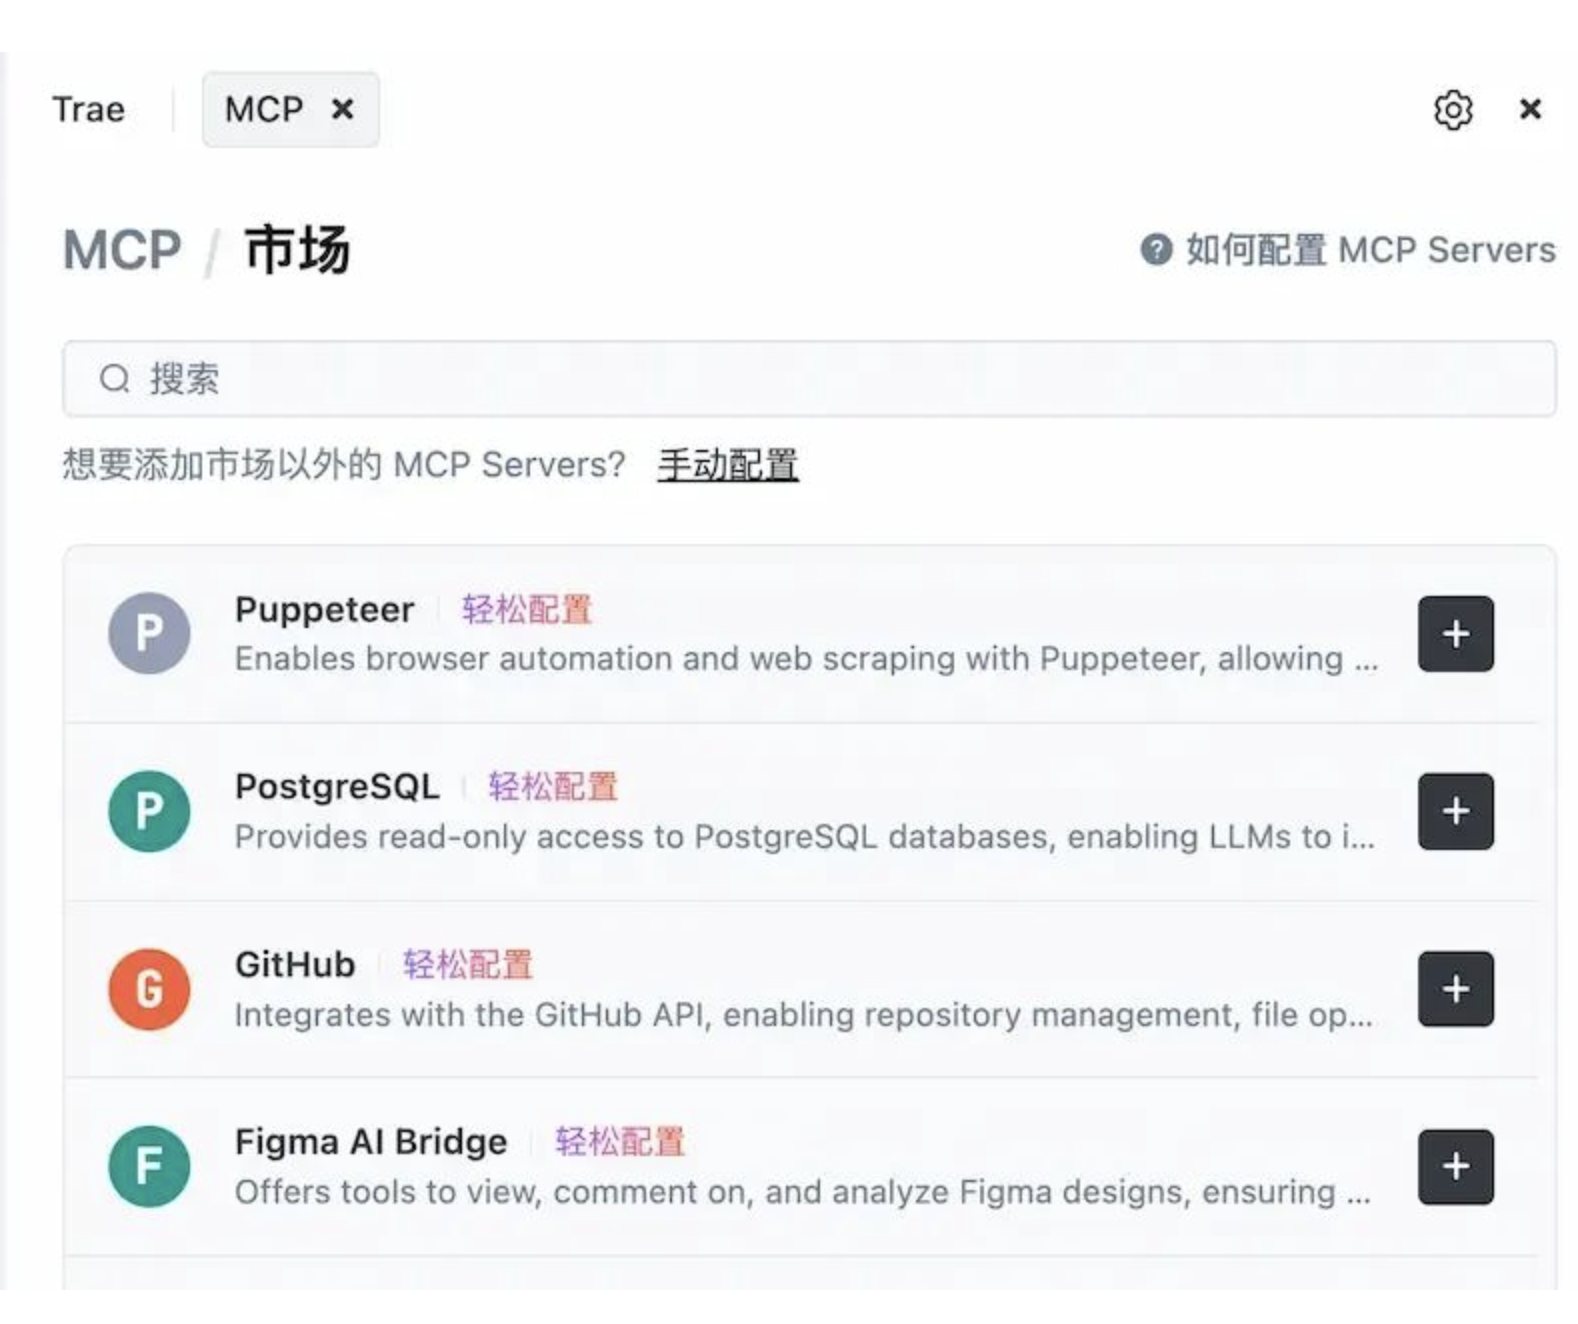 Trae MCP
MCP / 市场
如何配置 MCP Servers
搜索
想要添加市场以外的 MCP Servers? 手动配置
P
Puppeteer 轻松配置
Enables browser automation and web scraping with Puppeteer, allowing ...
P
PostgreSQL 轻松配置
Provides read-only access to PostgreSQL databases, enabling LLMs to i...
G
GitHub 轻松配置
Integrates with the GitHub API, enabling repository management, file op...
F
Figma AI Bridge 轻松配置
Offers tools to view, comment on, and analyze Figma designs, ensuring ...